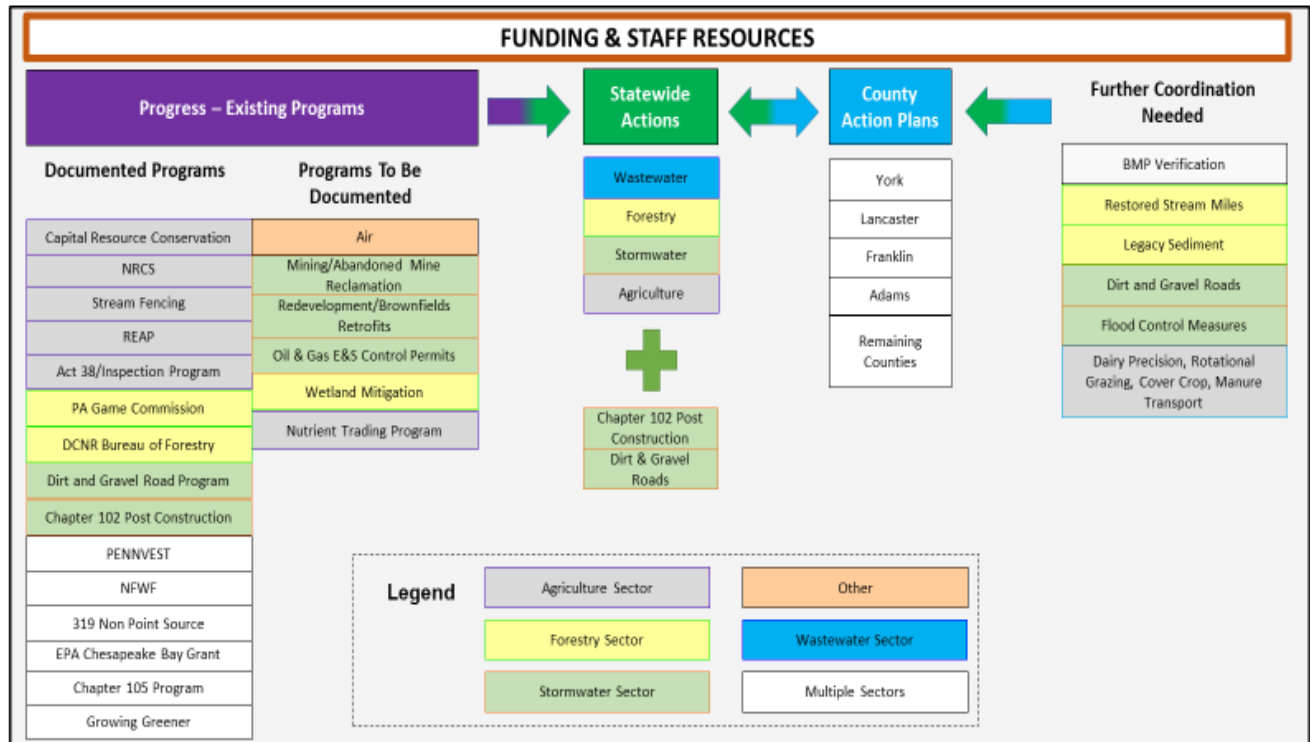 FUNDING & STAFF RESOURCES
Progress – Existing Programs
Documented Programs
Capital Resource Conservation
NRCS
Stream Fencing
REAP
Act 38/Inspection Program
PA Game Commission
DCNR Bureau of Forestry
Dirt and Gravel Road Program
Chapter 102 Post Construction
PENNVEST
NFWF
319 Non Point Source
EPA Chesapeake Bay Grant
Chapter 105 Program
Growing Greener
Programs To Be
Documented
Air
Mining/Abandoned Mine
Reclamation
Redevelopment/Brownfields
Retrofits
Oil & Gas E&S Control Permits
Wetland Mitigation
Nutrient Trading Program
Statewide
Actions
Wastewater
Forestry
Stormwater
Agriculture
Chapter 102 Post
Construction
Dirt & Gravel
Roads
County
Action Plans
York
Lancaster
Franklin
Adams
Remaining
Counties
Further Coordination
Needed
BMP Verification
Restored Stream Miles
Legacy Sediment
Dirt and Gravel Roads
Flood Control Measures
Dairy Precision, Rotational
Grazing, Cover Crop, Manure
Transport
Legend
Agriculture Sector
Other
Forestry Sector
Wastewater Sector
Stormwater Sector
Multiple Sectors